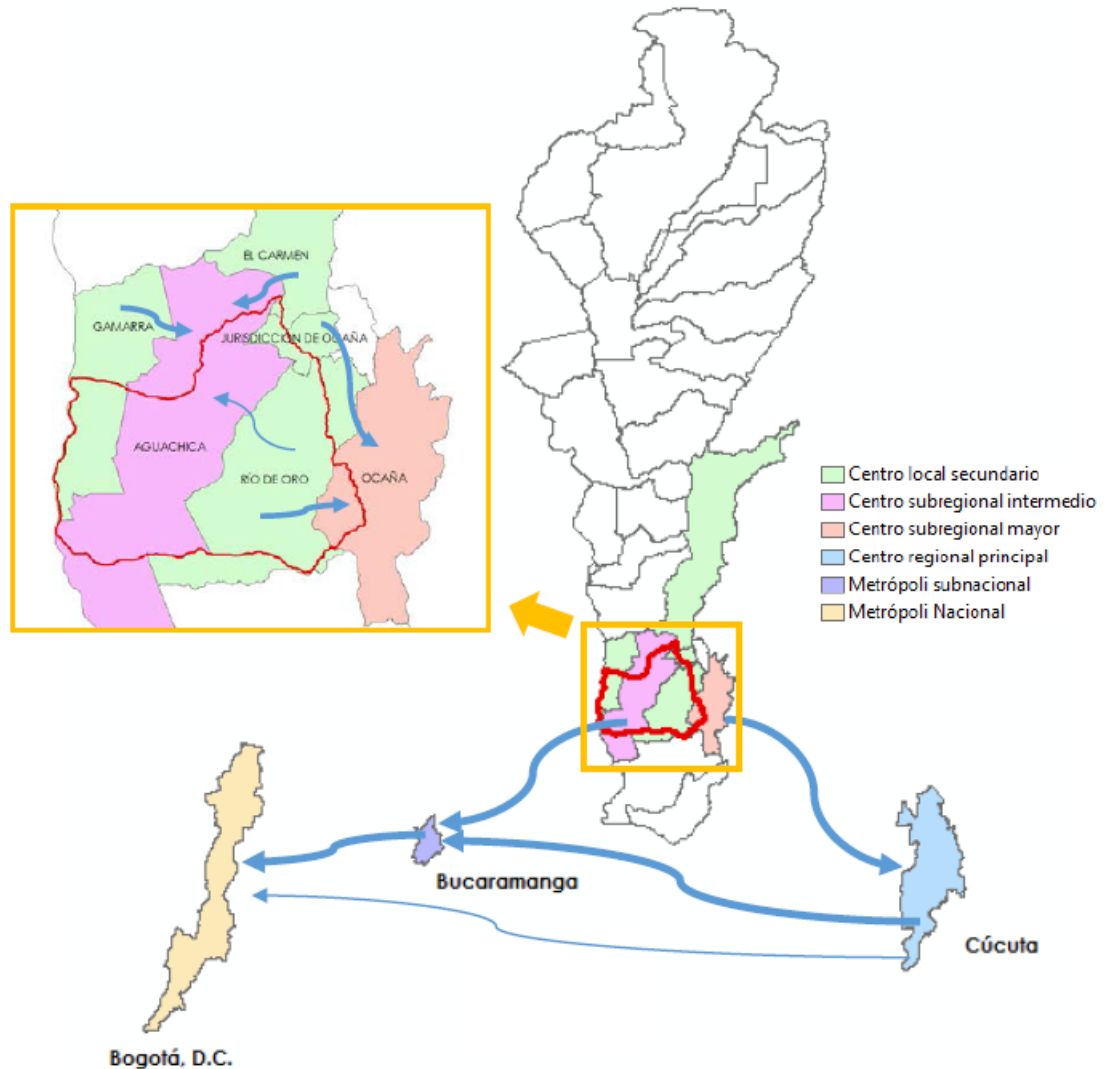 EL CARMEN
GAMARRA
JURISDICCION DE OCAÑA
AGUACHICA
RÍO DE ORO
OCAÑA
Centro local secundario
Centro subregional intermedio
Centro subregional mayor
Centro regional principal
Metrópoli subnacional
Metrópoli Nacional
Bucaramanga
Cúcuta
Bogotá, D.C.